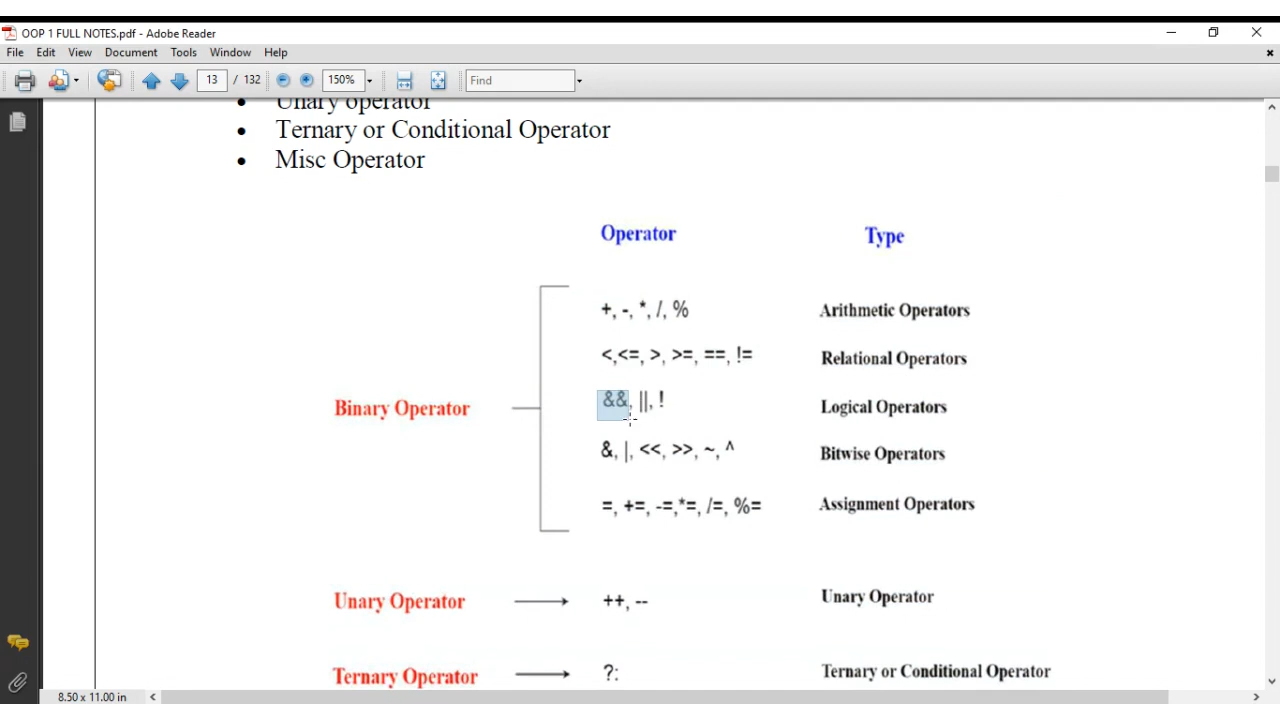 OOP 1 FULL NOTES.pdf - Adobe Reader
File Edit View Document Tools Window Help
13 / 132 150% Find
• Unary operator
• Ternary or Conditional Operator
• Misc Operator
Operator Type
+, -, *, /, % Arithmetic Operators
<,<=, >, >=, ==, != Relational Operators
Binary Operator &&, ||, ! Logical Operators
&, |, <<, >>, ~, ^ Bitwise Operators
=, +=, -=,*=, /=, %= Assignment Operators
Unary Operator ++, -- Unary Operator
Ternary Operator ?: Ternary or Conditional Operator
8.50 x 11.00 in